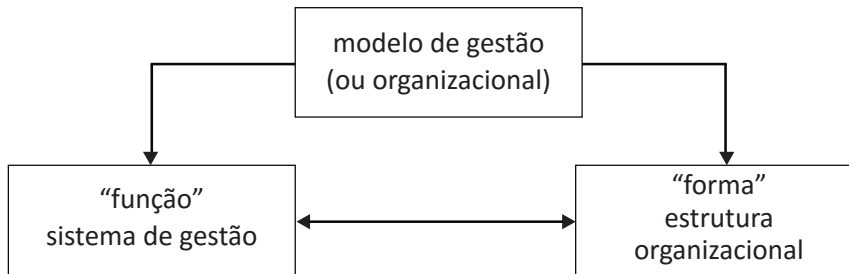 modelo de gestão
(ou organizacional)
“função”
sistema de gestão
“forma”
estrutura
organizacional